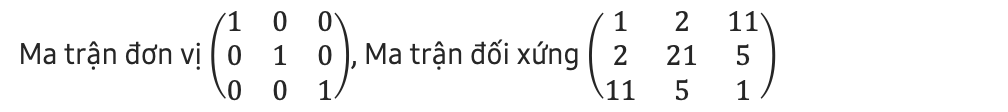 Ma trận đơn vị (1 0 0
0 1 0
0 0 1), Ma trận đối xứng (1 2 11
2 21 5
11 5 1)